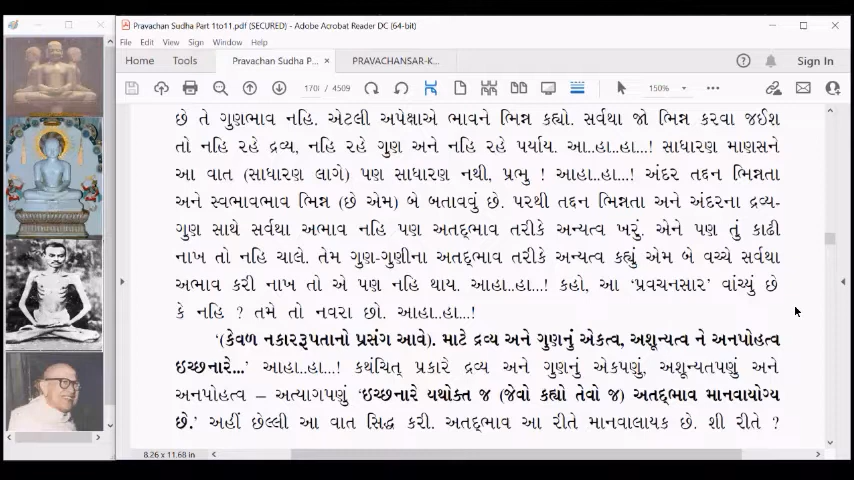 Pravachan Sudha Part 1to11.pdf (SECURED) - Adobe Acrobat Reader DC (64-bit)
File Edit View Sign Window Help
Home Tools Pravachan Sudha P... × PRAVACHANSAR-K... Sign In
170I / 4509 150%
છે તે ગુણભાવ નહિ. એટલી અપેક્ષાએ ભાવને ભિન્ન કહ્યો. સર્વથા જો ભિન્ન કરવા જઈશ
તો નહિ રહે દ્રવ્ય, નહિ રહે ગુણ અને નહિ રહે પર્યાય. આ..હા..હા...! સાધારણ માણસને
આ વાત (સાધારણ લાગે) પણ સાધારણ નથી, પ્રભુ ! આહા..હા...! અંદર તદ્દન ભિન્નતા
અને સ્વભાવભાવ ભિન્ન (છે એમ) બે બતાવવું છે. પરથી તદ્દન ભિન્નતા અને અંદરના દ્રવ્ય-
ગુણ સાથે સર્વથા અભાવ નહિ પણ અતદ્ભાવ તરીકે અન્યત્વ ખરું. એને પણ તું કાઢી
નાખ તો નહિ ચાલે. તેમ ગુણ-ગુણીના અતદ્ભાવ તરીકે અન્યત્વ કહ્યું એમ બે વચ્ચે સર્વથા
અભાવ કરી નાખ તો એ પણ નહિ થાય. આહા..હા...! કહો, આ ‘પ્રવચનસાર’ વાંચ્યું છે
કે નહિ ? તમે તો નવરા છો. આહા..હા...!
‘(કેવળ નકારરૂપતાનો પ્રસંગ આવે). માટે દ્રવ્ય અને ગુણનું એકત્વ, અશૂન્યત્વ ને અનપોહત્વ
ઇચ્છનારે...’ આહા..હા...! કથંચિત્ પ્રકારે દ્રવ્ય અને ગુણનું એકપણું, અશૂન્યતપણું અને
અનપોહત્વ – અત્યાગપણું ‘ઇચ્છનારે યથોક્ત જ (જેવો કહ્યો તેવો જ) અતદ્ભાવ માનવાયોગ્ય
છે.’ અહીં છેલ્લી આ વાત સિદ્ધ કરી. અતદ્ભાવ આ રીતે માનવાલાયક છે. શી રીતે ?
8.26 x 11.68 in